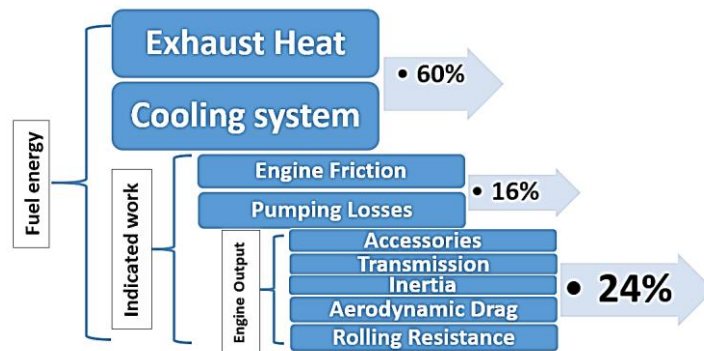 Exhaust Heat
• 60%
Cooling system
Fuel energy
Indicated work
Engine Friction
• 16%
Pumping Losses
Engine Output
Accessories
Transmission
Inertia
• 24%
Aerodynamic Drag
Rolling Resistance